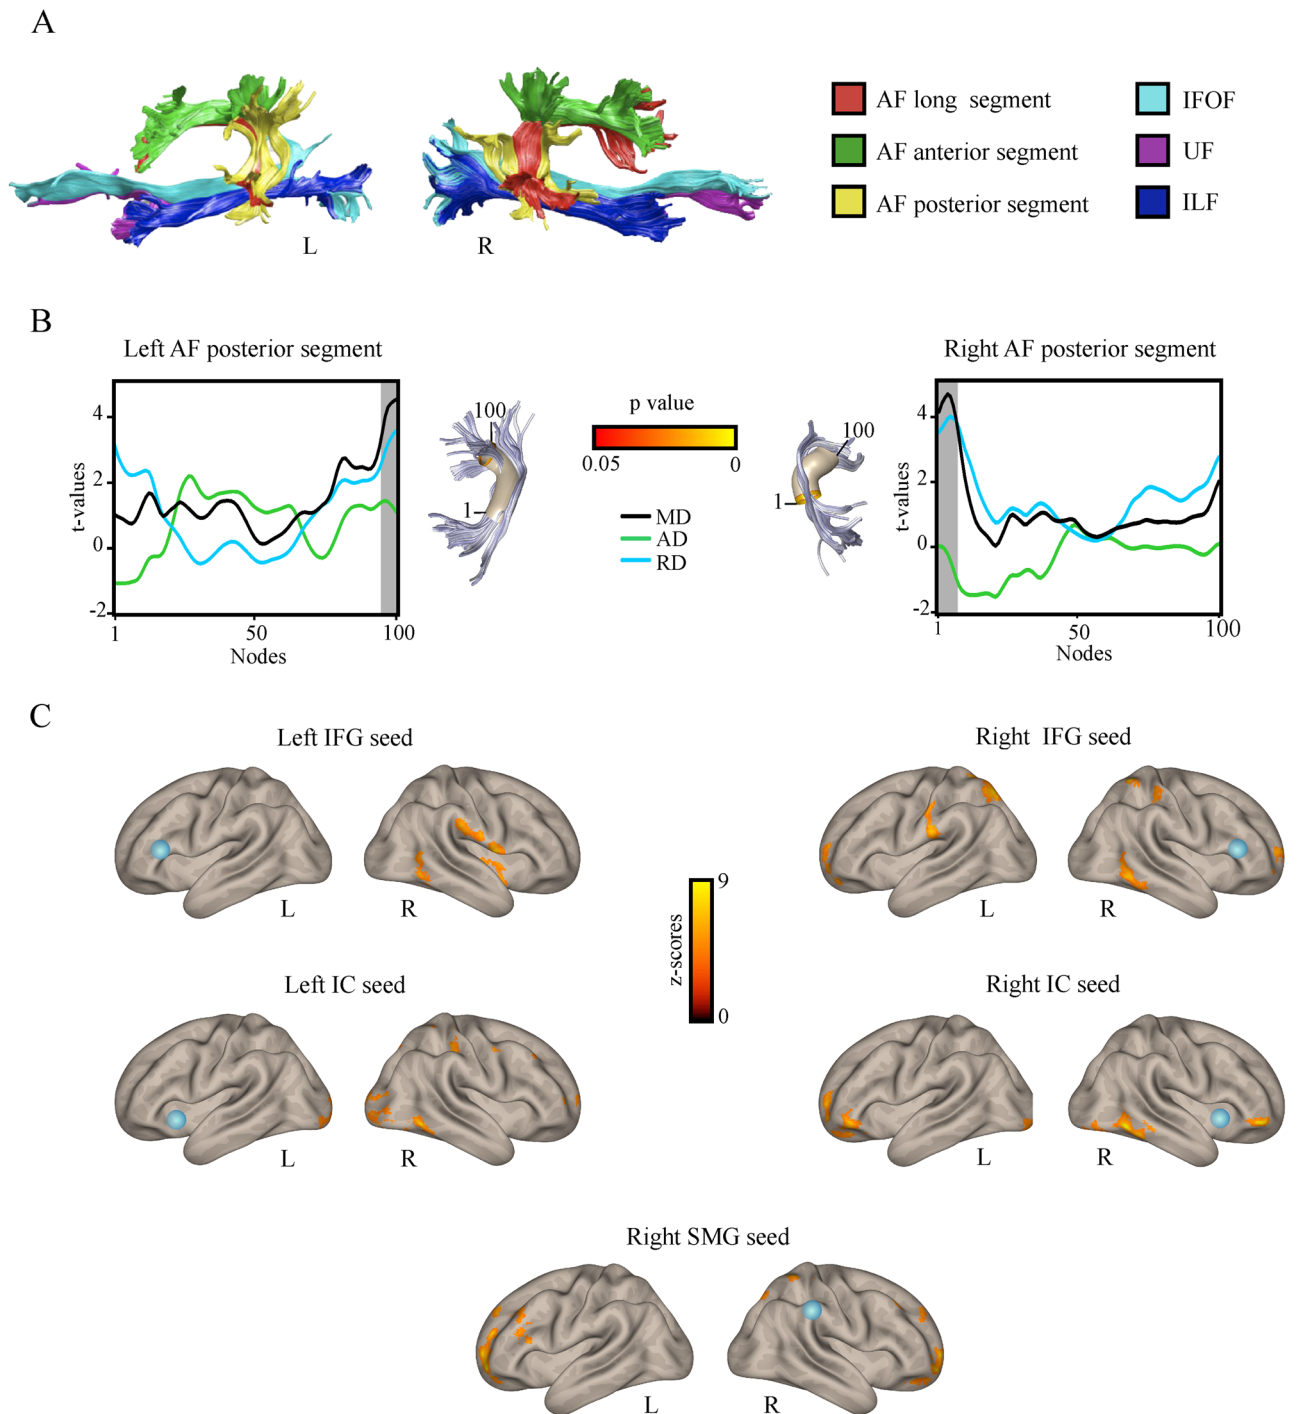 A
AF long segment
IFOF
AF anterior segment
UF
AF posterior segment
ILF
L
R
B
Left AF posterior segment
Right AF posterior segment
p value
0.05
0
MD
AD
RD
100
1
100
1
t-values
4
2
0
-2
1
50
100
Nodes
t-values
4
2
0
-2
1
50
100
Nodes
C
Left IFG seed
Right IFG seed
L
R
L
R
z-scores
9
0
Left IC seed
Right IC seed
L
R
L
R
Right SMG seed
L
R